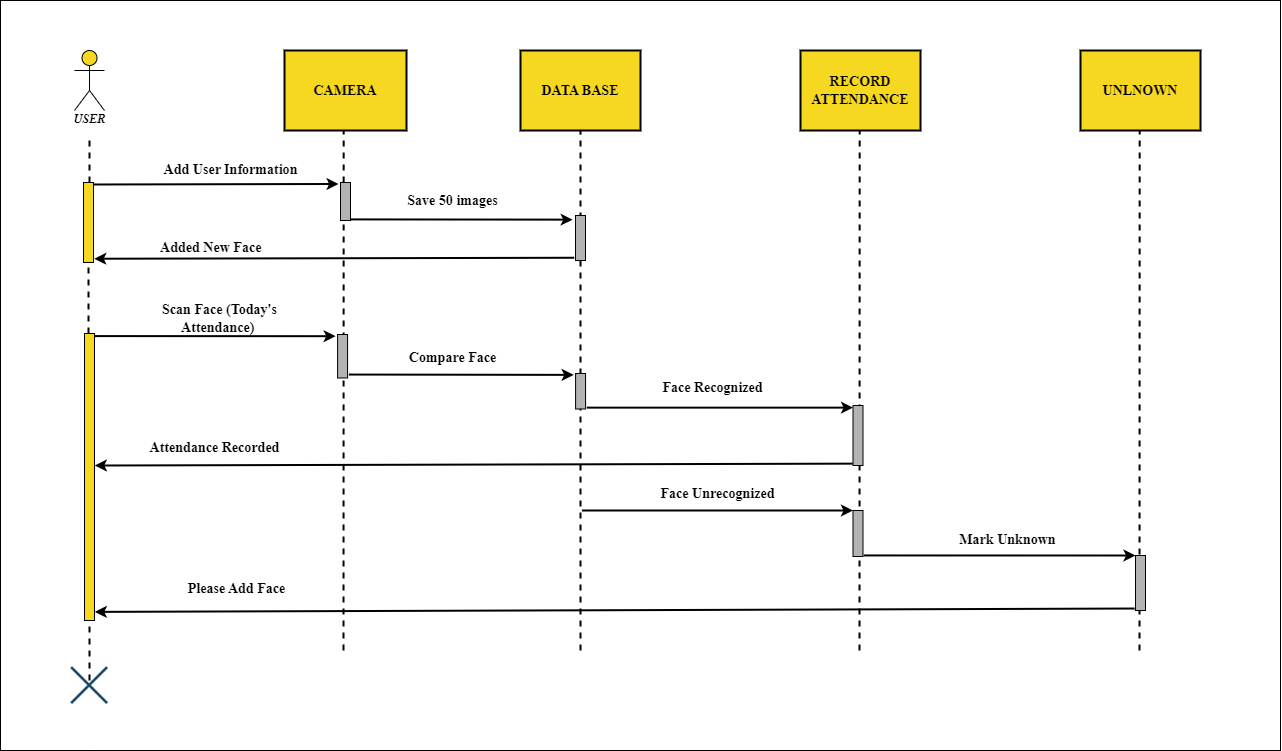 USER
CAMERA
DATA BASE
RECORD
ATTENDANCE
UNLNOWN
Add User Information
Save 50 images
Added New Face
Scan Face (Today's
Attendance)
Compare Face
Face Recognized
Attendance Recorded
Face Unrecognized
Mark Unknown
Please Add Face